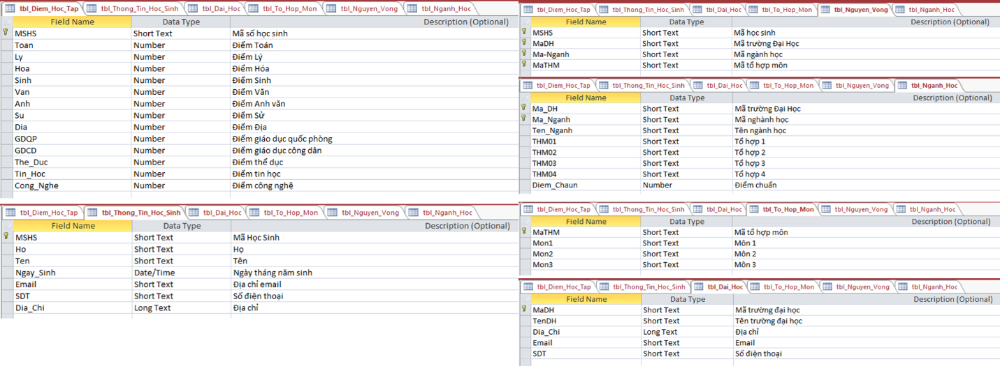 tbl_Diem_Hoc_Tap tbl_Thong_Tin_Hoc_Sinh tbl_Dai_Hoc tbl_To_Hop_Mon tbl_Nguyen_Vong tbl_Nganh_Hoc
Field Name Data Type Description (Optional)
MSHS Short Text Mã số học sinh
Toan Number Điểm Toán
Ly Number Điểm Lý
Hoa Number Điểm Hóa
Sinh Number Điểm Sinh
Van Number Điểm Văn
Anh Number Điểm Anh văn
Su Number Điểm Sử
Dia Number Điểm Địa
GDQP Number Điểm giáo dục quốc phòng
GDCD Number Điểm giáo dục công dân
The_Duc Number Điểm thể dục
Tin_Hoc Number Điểm tin học
Cong_Nghe Number Điểm công nghệ
tbl_Diem_Hoc_Tap tbl_Thong_Tin_Hoc_Sinh tbl_Dai_Hoc tbl_To_Hop_Mon tbl_Nguyen_Vong tbl_Nganh_Hoc
Field Name Data Type Description (Optional)
MSHS Short Text Mã Học Sinh
Ho Short Text Họ
Ten Short Text Tên
Ngay_Sinh Date/Time Ngày tháng năm sinh
Email Short Text Địa chỉ email
SDT Short Text Số điện thoại
Dia_Chi Long Text Địa chỉ
tbl_Diem_Hoc_Tap tbl_Thong_Tin_Hoc_Sinh tbl_Dai_Hoc tbl_To_Hop_Mon tbl_Nguyen_Vong tbl_Nganh_Hoc
Field Name Data Type Description (Optional)
MSHS Short Text Mã học sinh
MaDH Short Text Mã trường Đại Học
Ma-Nganh Short Text Mã ngành học
MaTHM Short Text Mã tổ hợp môn
tbl_Diem_Hoc_Tap tbl_Thong_Tin_Hoc_Sinh tbl_Dai_Hoc tbl_To_Hop_Mon tbl_Nguyen_Vong tbl_Nganh_Hoc
Field Name Data Type Description (Optional)
Ma_DH Short Text Mã trường Đại Học
Ma_Nganh Short Text Mã nghành học
Ten_Nganh Short Text Tên ngành học
THM01 Short Text Tổ hợp 1
THM02 Short Text Tổ hợp 2
THM03 Short Text Tổ hợp 3
THM04 Short Text Tổ hợp 4
Diem_Chaun Number Điểm chuẩn
tbl_Diem_Hoc_Tap tbl_Thong_Tin_Hoc_Sinh tbl_Dai_Hoc tbl_To_Hop_Mon tbl_Nguyen_Vong tbl_Nganh_Hoc
Field Name Data Type Description (Optional)
MaTHM Short Text Mã tổ hợp môn
Mon1 Short Text Môn 1
Mon2 Short Text Môn 2
Mon3 Short Text Môn 3
tbl_Diem_Hoc_Tap tbl_Thong_Tin_Hoc_Sinh tbl_Dai_Hoc tbl_To_Hop_Mon tbl_Nguyen_Vong tbl_Nganh_Hoc
Field Name Data Type Description (Optional)
MaDH Short Text Mã trường đại học
TenDH Short Text Tên trường đại học
Dia_Chi Long Text Địa chỉ
Email Short Text Email
SDT Short Text Số điện thoại